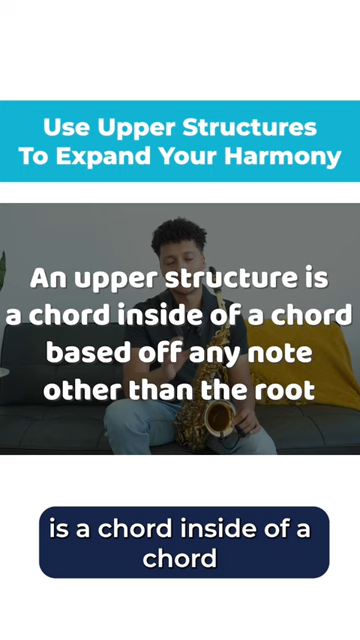 Use Upper Structures
To Expand Your Harmony
An upper structure is
a chord inside of a chord
based off any note
other than the root
is a chord inside of a
chord